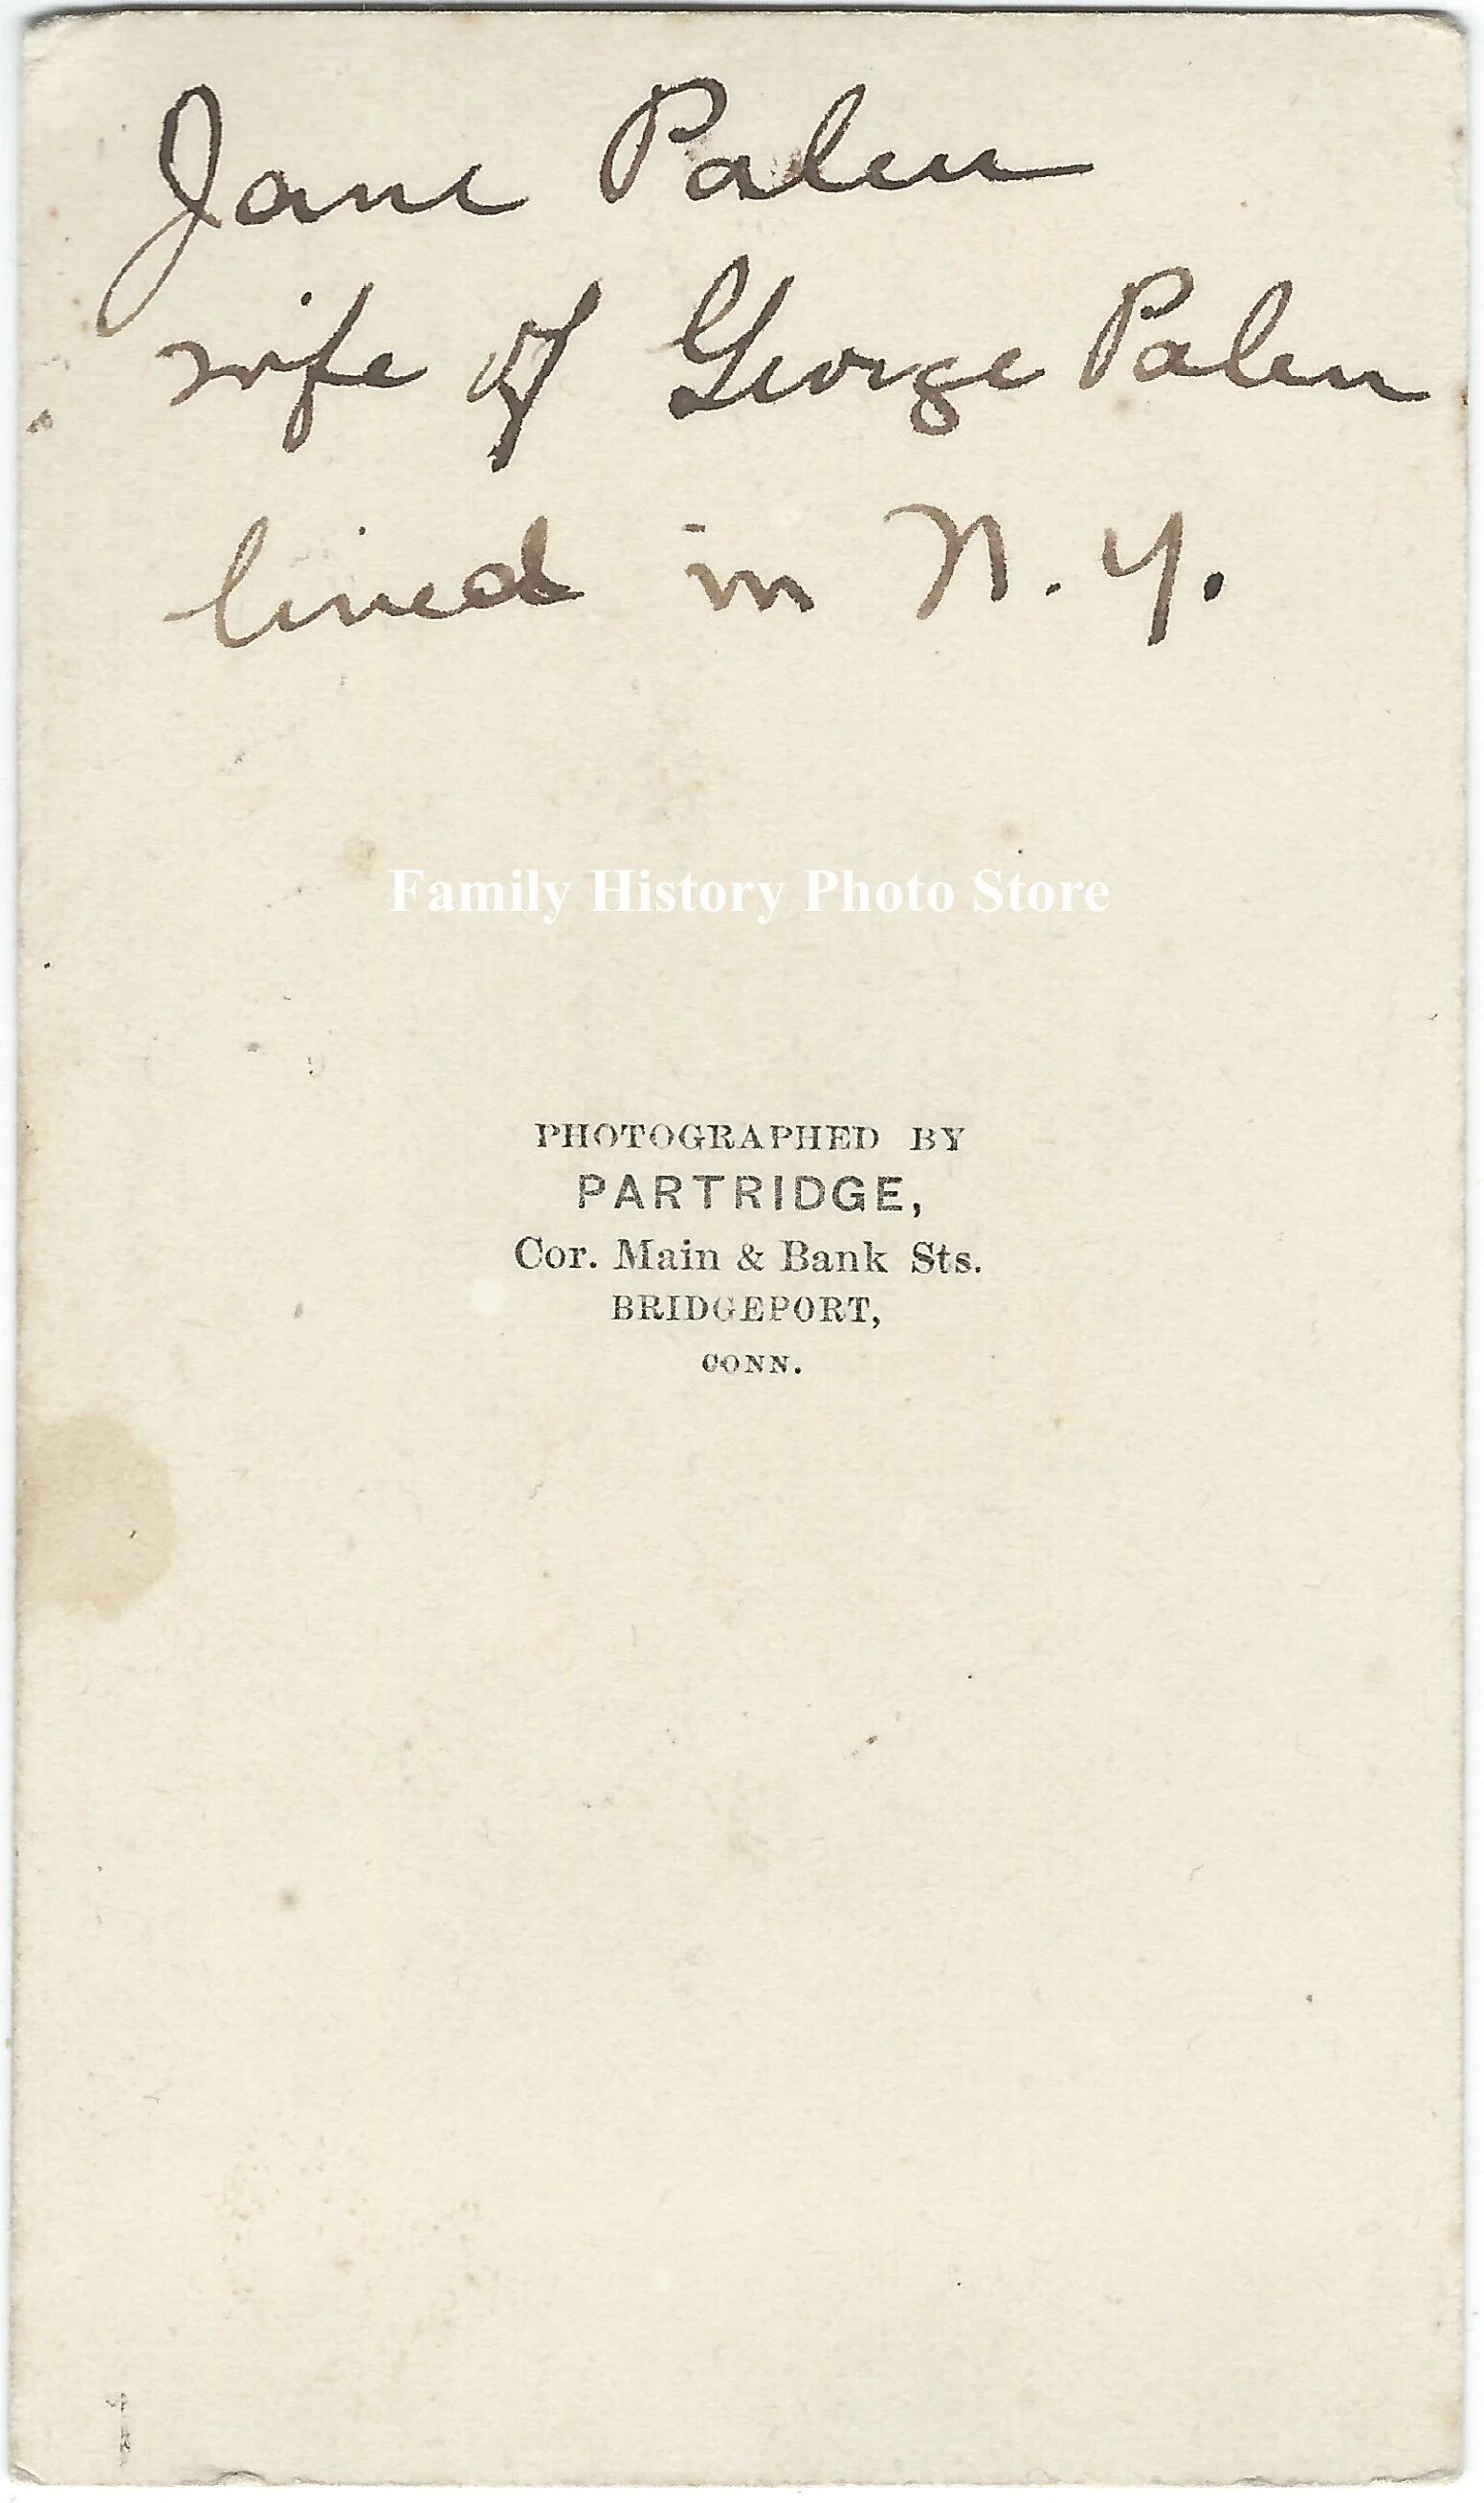 Jane Palen
wife of George Palen
lived in N.Y.
Family History Photo Store
PHOTOGRAPHED BY
PARTRIDGE,
Cor. Main & Bank Sts.
BRIDGEPORT,
CONN.